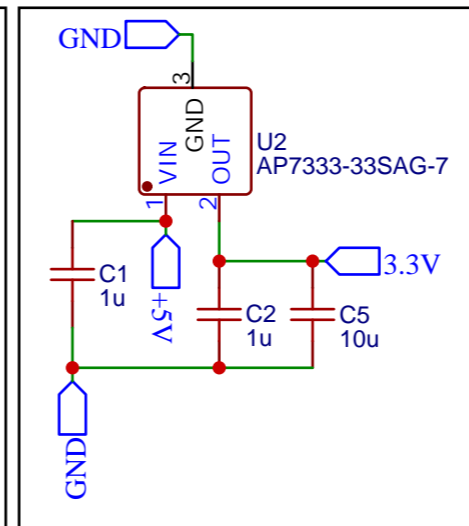 GND
3
GND
VIN
OUT
U2
AP7333-33SAG-7
1
2
C1
1u
+5V
3.3V
C2
1u
C5
10u
GND